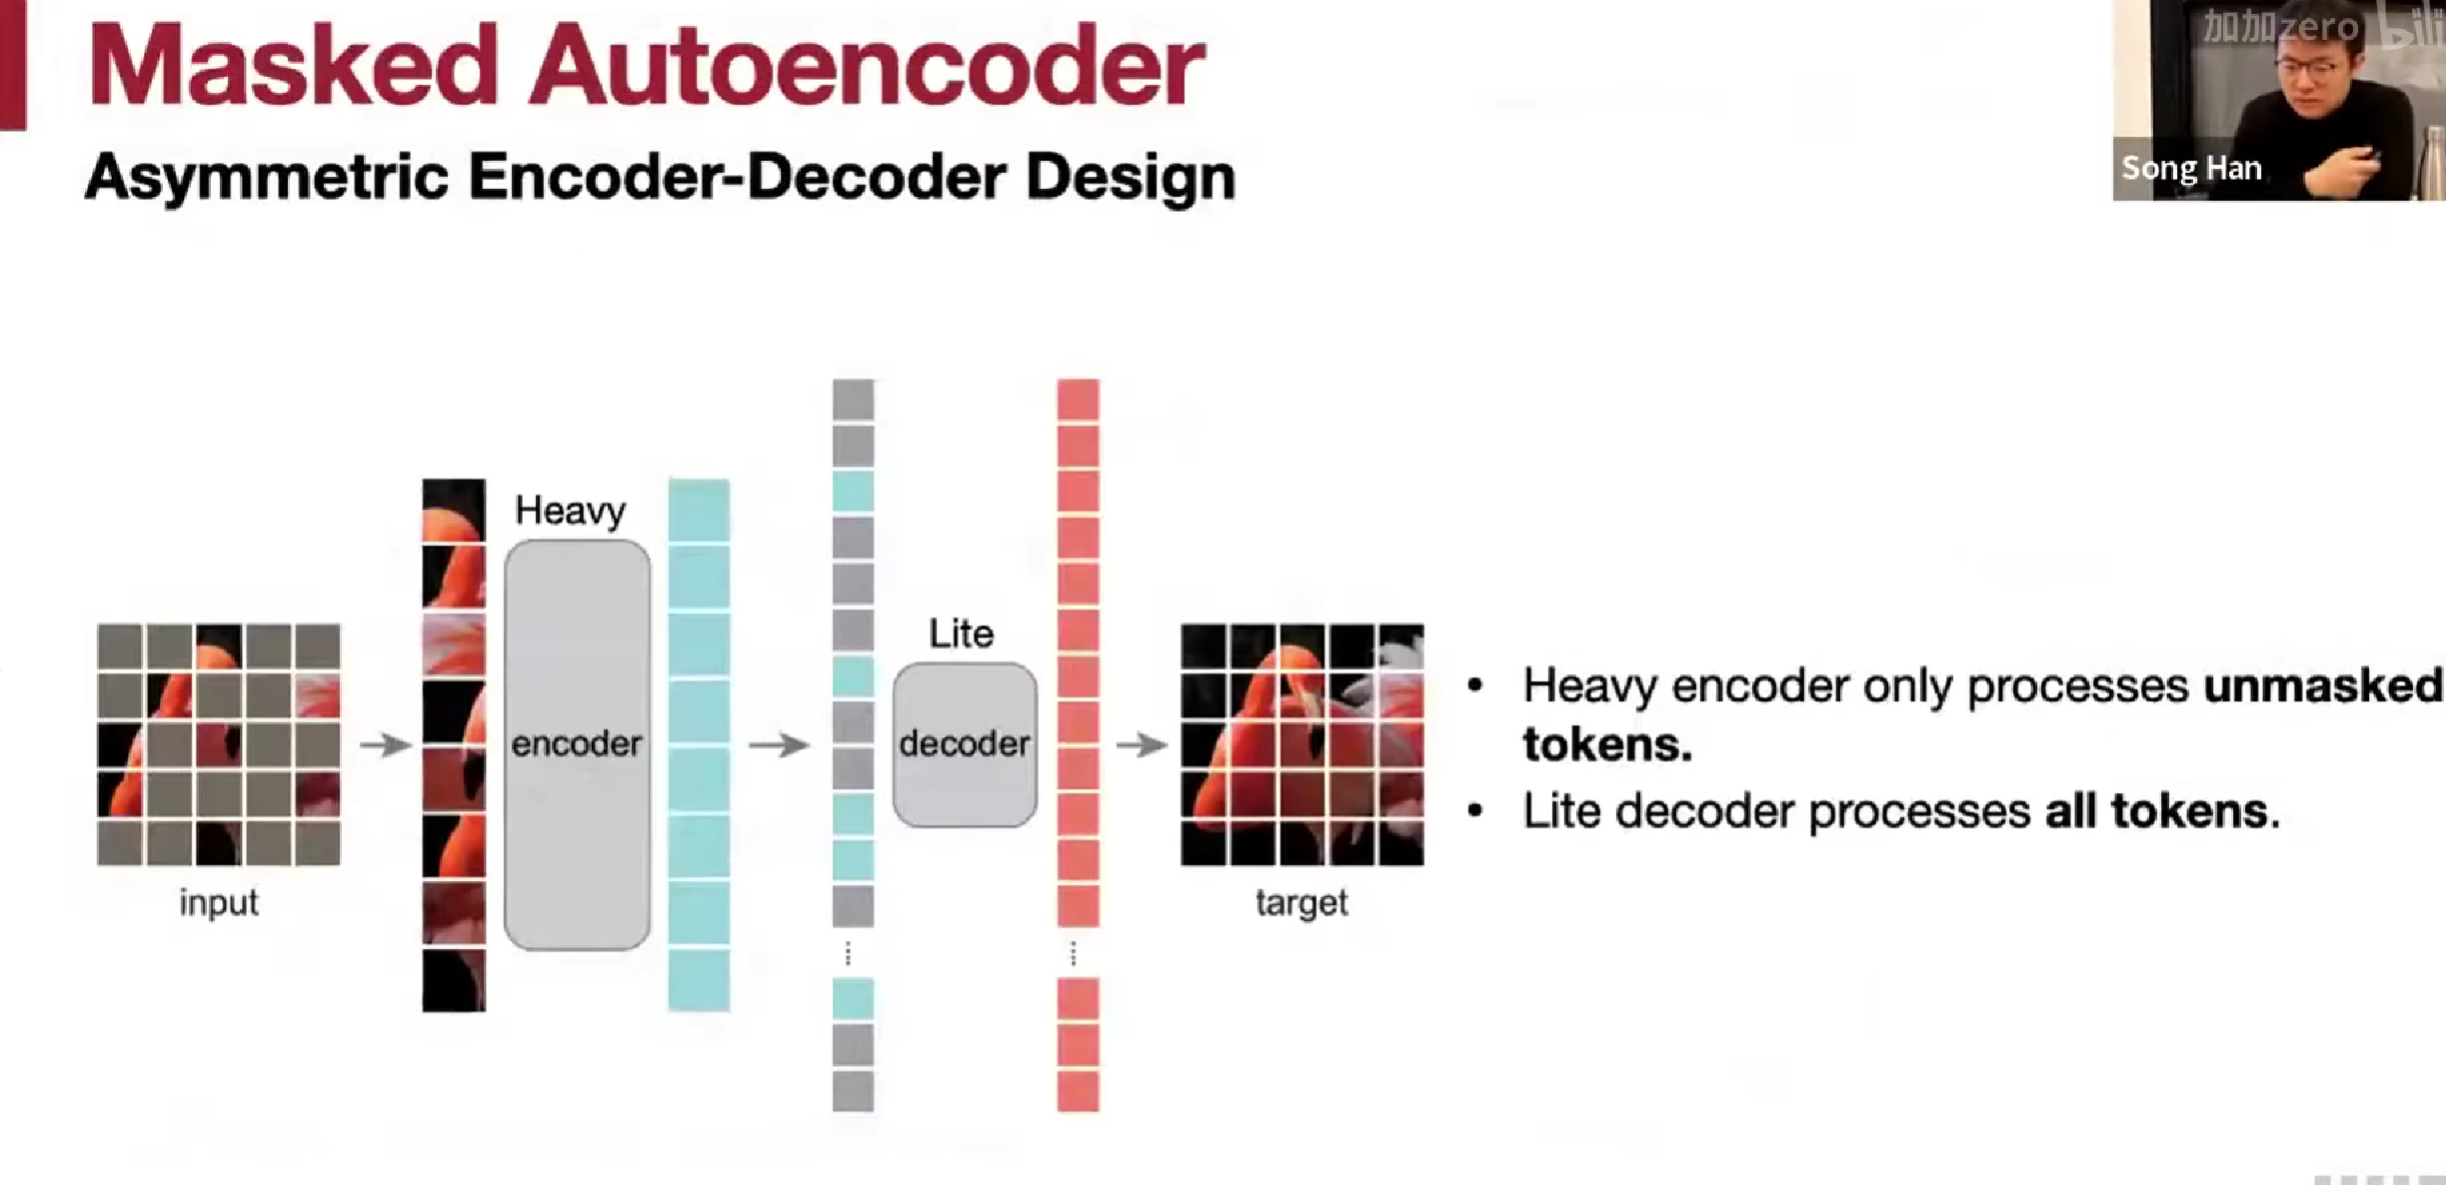 Masked Autoencoder
加加zero bili
Asymmetric Encoder-Decoder Design
Song Han
Heavy
encoder
Lite
decoder
input
target
• Heavy encoder only processes unmasked
tokens.
• Lite decoder processes all tokens.